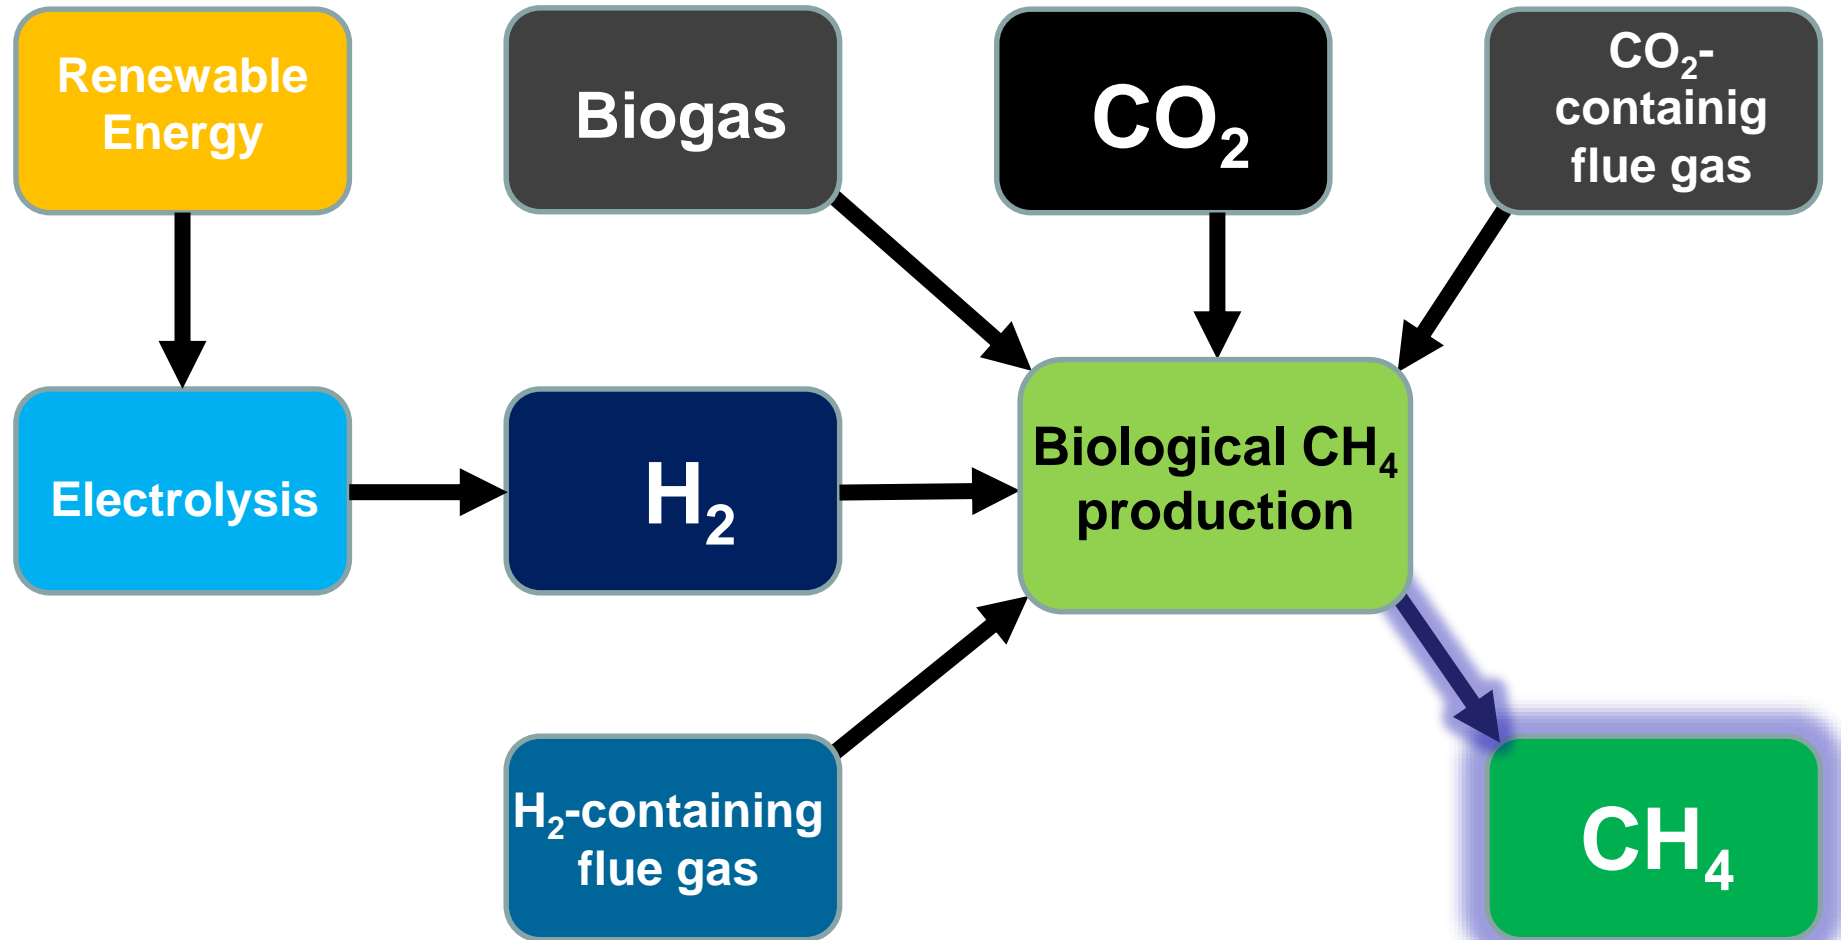 Renewable
Energy
Biogas
CO₂
CO₂-
containig
flue gas
Electrolysis
H₂
Biological CH₄
production
H₂-containing
flue gas
CH₄